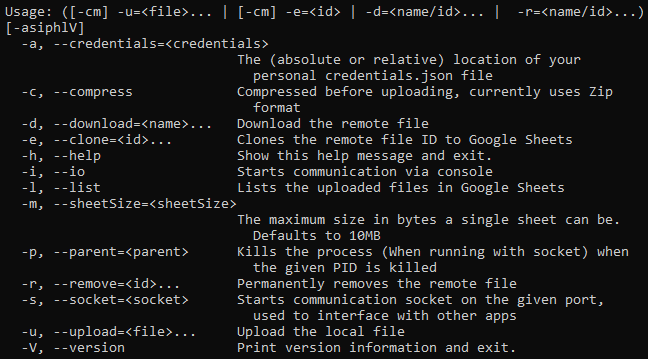 Usage: ([-cm] -u=<file>... | [-cm] -e=<id> | -d=<name/id>... |  -r=<name/id>...)
[-asiphlV]
  -a, --credentials=<credentials>
                             The (absolute or relative) location of your
                               personal credentials.json file
  -c, --compress             Compressed before uploading, currently uses Zip
                               format
  -d, --download=<name>...   Download the remote file
  -e, --clone=<id>...        Clones the remote file ID to Google Sheets
  -h, --help                 Show this help message and exit.
  -i, --io                   Starts communication via console
  -l, --list                 Lists the uploaded files in Google Sheets
  -m, --sheetSize=<sheetSize>
                             The maximum size in bytes a single sheet can be.
                               Defaults to 10MB
  -p, --parent=<parent>      Kills the process (When running with socket) when
                               the given PID is killed
  -r, --remove=<id>...       Permanently removes the remote file
  -s, --socket=<socket>      Starts communication socket on the given port,
                               used to interface with other apps
  -u, --upload=<file>...     Upload the local file
  -V, --version              Print version information and exit.